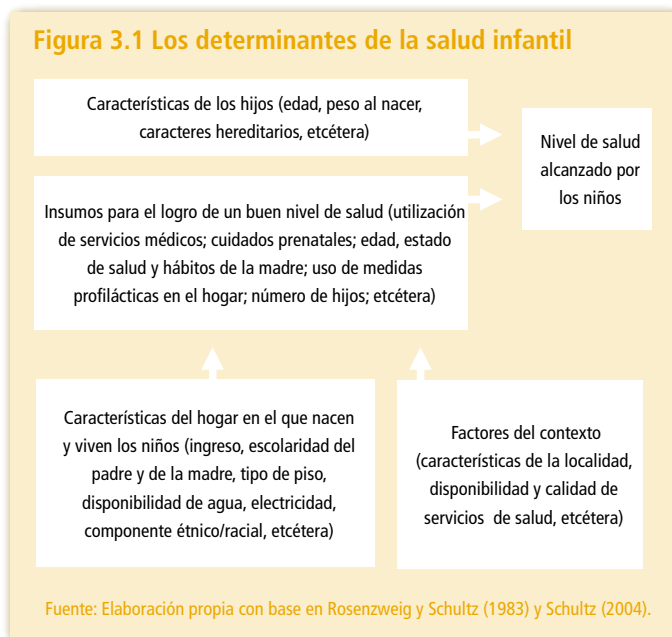 Figura 3.1 Los determinantes de la salud infantil
Características de los hijos (edad, peso al nacer,
caracteres hereditarios, etcétera)
Nivel de salud
alcanzado por
los niños
Insumos para el logro de un buen nivel de salud (utilización
de servicios médicos; cuidados prenatales; edad, estado
de salud y hábitos de la madre; uso de medidas
profilácticas en el hogar; número de hijos; etcétera)
Características del hogar en el que nacen
y viven los niños (ingreso, escolaridad del
padre y de la madre, tipo de piso,
disponibilidad de agua, electricidad,
componente étnico/racial, etcétera)
Factores del contexto
(características de la localidad,
disponibilidad y calidad de
servicios de salud, etcétera)
Fuente: Elaboración propia con base en Rosenzweig y Schultz (1983) y Schultz (2004).